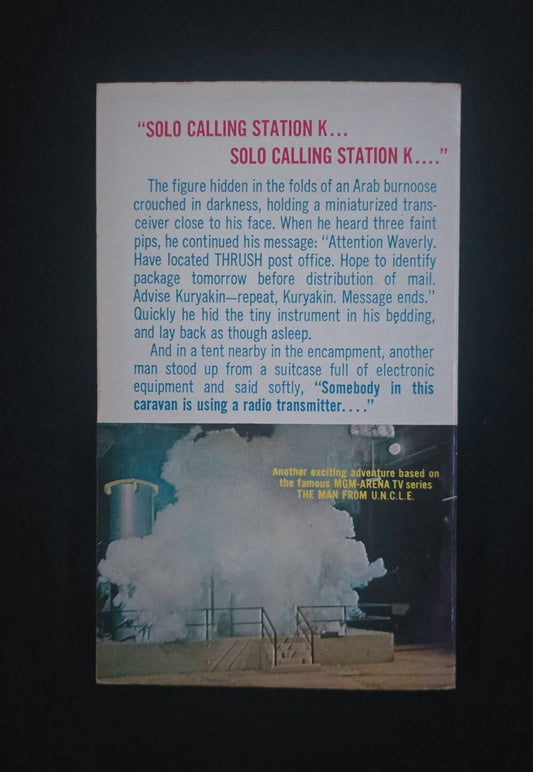 “SOLO CALLING STATION K...
SOLO CALLING STATION K....”
The figure hidden in the folds of an Arab burnoose
crouched in darkness, holding a miniaturized trans-
ceiver close to his face. When he heard three faint
pips, he continued his message: “Attention Waverly.
Have located THRUSH post office. Hope to identify
package tomorrow before distribution of mail.
Advise Kuryakin—repeat, Kuryakin. Message ends.”
Quickly he hid the tiny instrument in his bedding,
and lay back as though asleep.
And in a tent nearby in the encampment, another
man stood up from a suitcase full of electronic
equipment and said softly, “Somebody in this
caravan is using a radio transmitter....”
Another exciting adventure based on
the famous MGM-ARENA TV series
THE MAN FROM U.N.C.L.E.